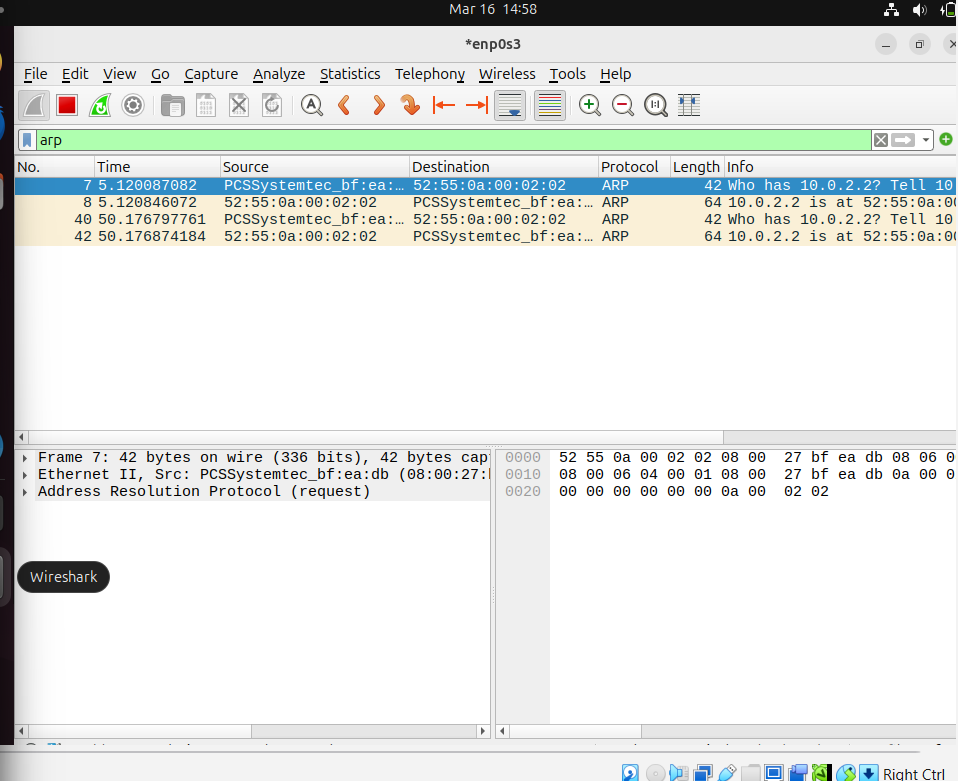 Mar 16 14:58
*enp0s3
File Edit View Go Capture Analyze Statistics Telephony Wireless Tools Help
arp
No. Time Source Destination Protocol Length Info
7 5.120087082 PCSSystemtec_bf:ea:… 52:55:0a:00:02:02 ARP 42 Who has 10.0.2.2? Tell 10
8 5.120846072 52:55:0a:00:02:02 PCSSystemtec_bf:ea:… ARP 64 10.0.2.2 is at 52:55:0a:00
40 50.176797761 PCSSystemtec_bf:ea:… 52:55:0a:00:02:02 ARP 42 Who has 10.0.2.2? Tell 10
42 50.176874184 52:55:0a:00:02:02 PCSSystemtec_bf:ea:… ARP 64 10.0.2.2 is at 52:55:0a:00
Frame 7: 42 bytes on wire (336 bits), 42 bytes cap
Ethernet II, Src: PCSSystemtec_bf:ea:db (08:00:27:
Address Resolution Protocol (request)
0000 52 55 0a 00 02 02 08 00 27 bf ea db 08 06 0
0010 08 00 06 04 00 01 08 00 27 bf ea db 0a 00 0
0020 00 00 00 00 00 00 0a 00 02 02
Wireshark
Right Ctrl